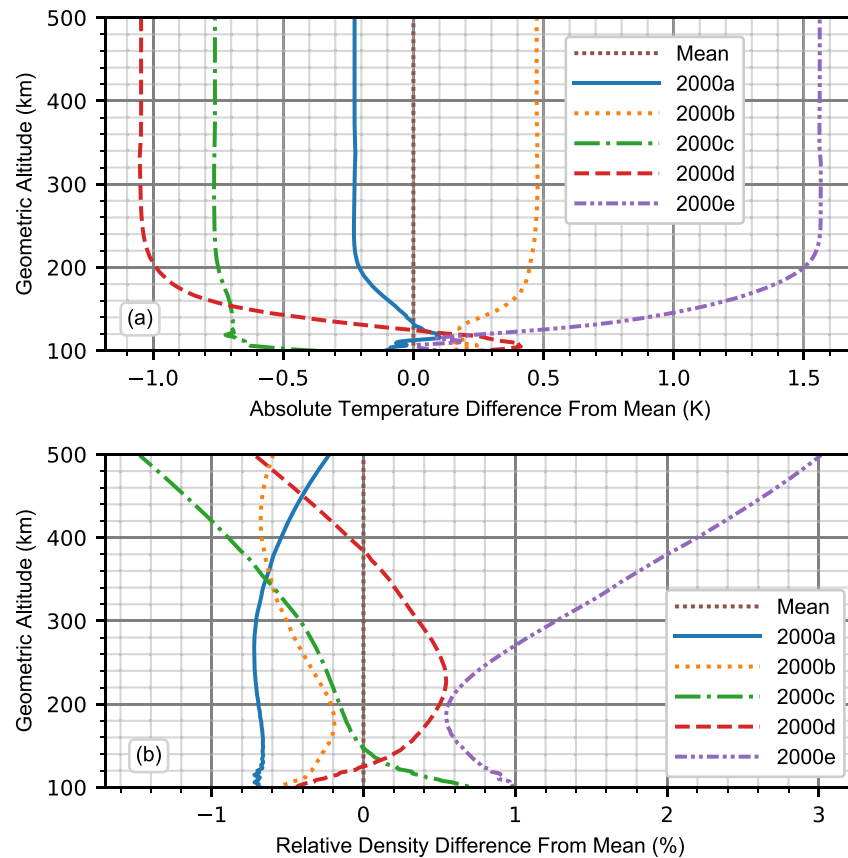 500
400
300
200
100
Geometric Altitude (km)
(a)
Mean
2000a
2000b
2000c
2000d
2000e
−1.0
−0.5
0.0
0.5
1.0
1.5
Absolute Temperature Difference From Mean (K)
500
400
300
200
100
Geometric Altitude (km)
(b)
Mean
2000a
2000b
2000c
2000d
2000e
−1
0
1
2
3
Relative Density Difference From Mean (%)